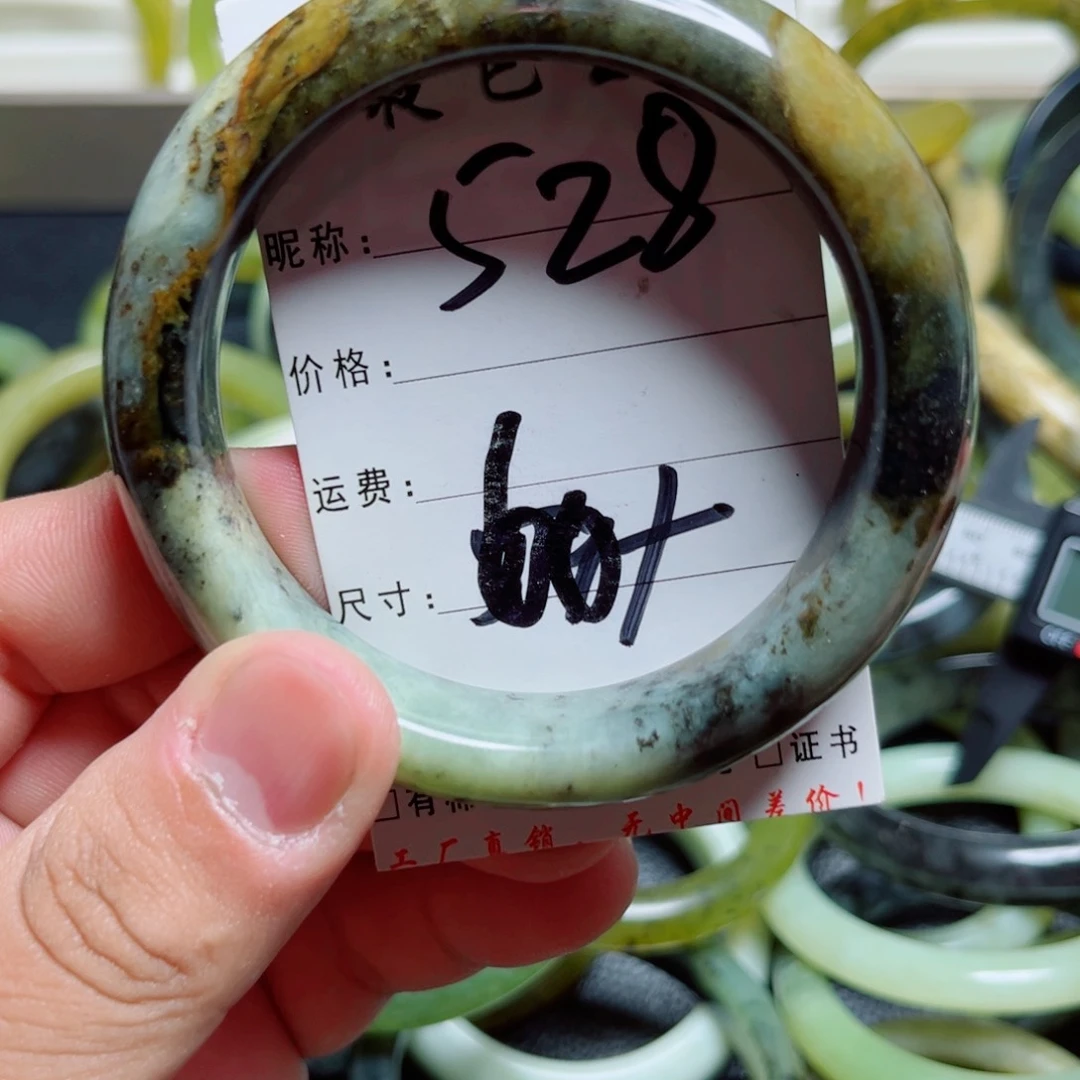 昵称：528
价格：
运费：
尺寸：
证书
工厂直销，无中间差价！